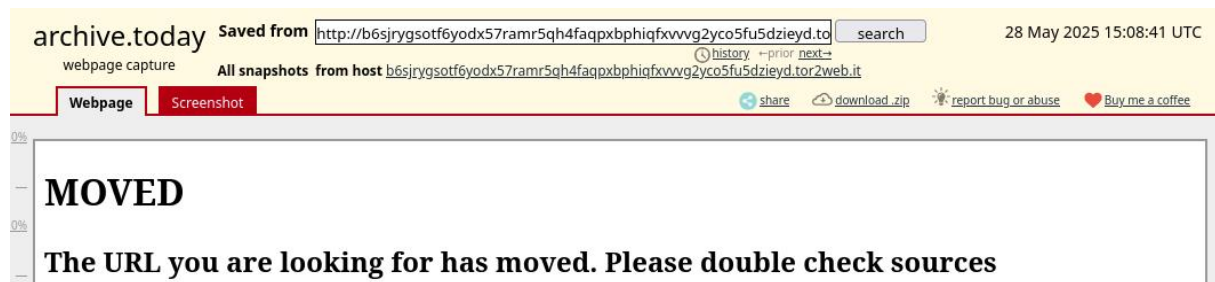 archive.today
webpage capture
Saved from http://b6sjrygsotf6yodx57ramr5qh4faqpxbphiqfxvvvg2yco5fu5dzieyd.to search
history ←prior next→
All snapshots from host b6sjrygsotf6yodx57ramr5qh4faqpxbphiqfxvvvg2yco5fu5dzieyd.tor2web.it
28 May 2025 15:08:41 UTC
Webpage Screenshot
share download .zip report bug or abuse Buy me a coffee
0%
MOVED
0%
The URL you are looking for has moved. Please double check sources